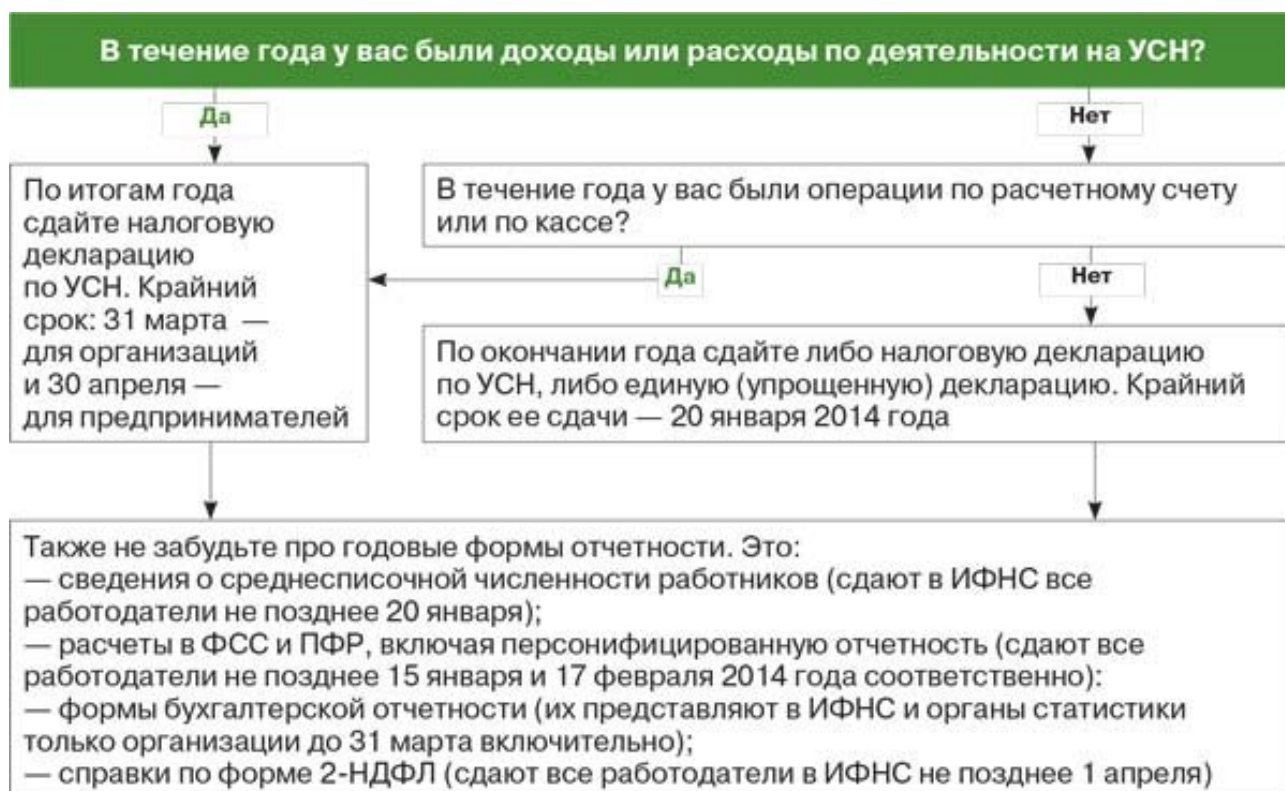 В течение года у вас были доходы или расходы по деятельности на УСН?
Да
Нет
По итогам года
сдайте налоговую
декларацию
по УСН. Крайний
срок: 31 марта —
для организаций
и 30 апреля —
для предпринимателей
В течение года у вас были операции по расчетному счету
или по кассе?
Да
Нет
По окончании года сдайте либо налоговую декларацию
по УСН, либо единую (упрощенную) декларацию. Крайний
срок ее сдачи — 20 января 2014 года
Также не забудьте про годовые формы отчетности. Это:
— сведения о среднесписочной численности работников (сдают в ИФНС все
работодатели не позднее 20 января);
— расчеты в ФСС и ПФР, включая персонифицированную отчетность (сдают все
работодатели не позднее 15 января и 17 февраля 2014 года соответственно):
— формы бухгалтерской отчетности (их представляют в ИФНС и органы статистики
только организации до 31 марта включительно);
— справки по форме 2-НДФЛ (сдают все работодатели в ИФНС не позднее 1 апреля)